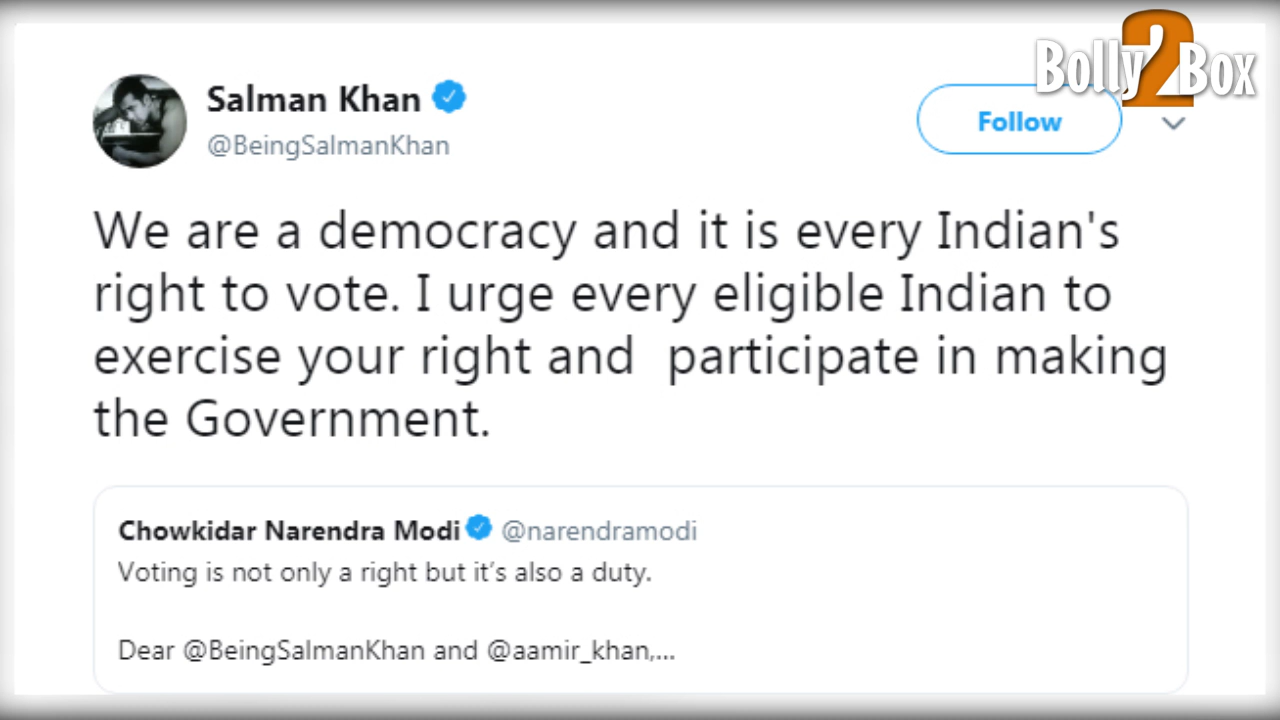 Bolly2Box
Salman Khan
@BeingSalmanKhan
Follow
We are a democracy and it is every Indian's
right to vote. I urge every eligible Indian to
exercise your right and  participate in making
the Government.
Chowkidar Narendra Modi @narendramodi
Voting is not only a right but it’s also a duty.
Dear @BeingSalmanKhan and @aamir_khan,...